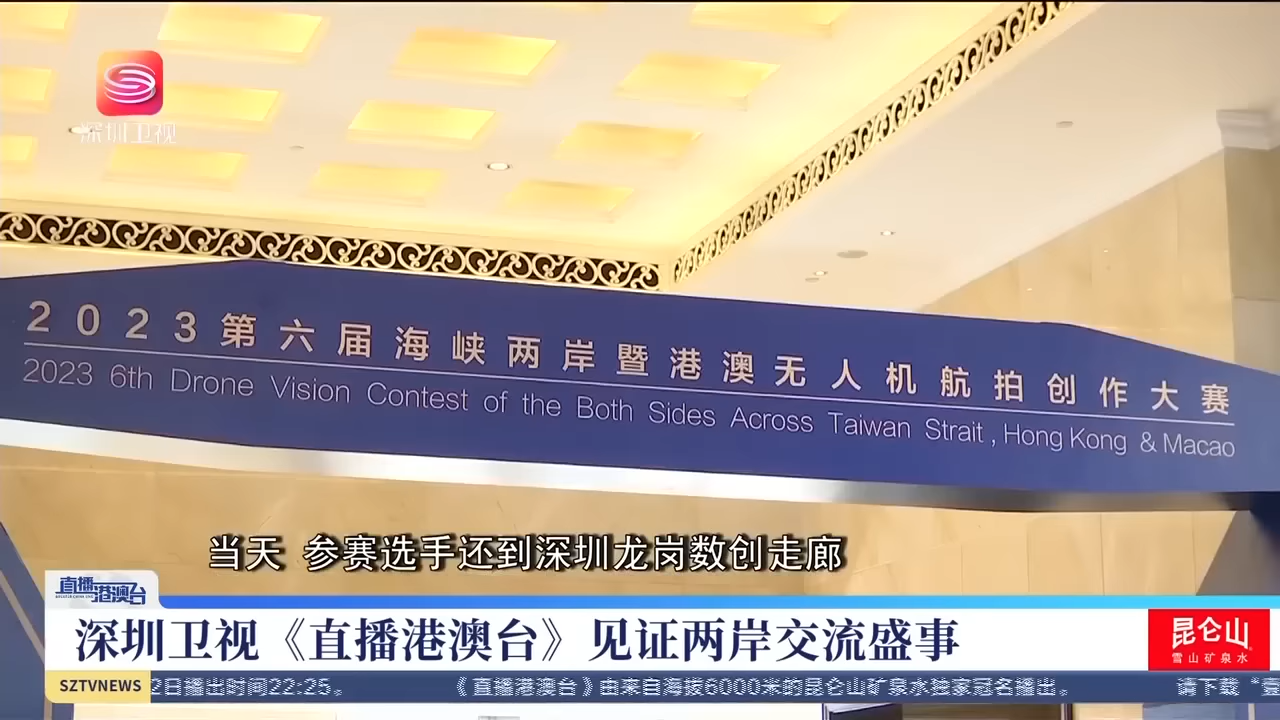 深圳卫视
2023第六届海峡两岸暨港澳无人机航拍创作大赛
2023 6th Drone Vision Contest of the Both Sides Across Taiwan Strait , Hong Kong & Macao
当天 参赛选手还到深圳龙岗数创走廊
直播港澳台
深圳卫视《直播港澳台》见证两岸交流盛事
昆仑山
雪山矿泉水
SZTVNEWS
2日播出时间22:25。 《直播港澳台》由来自海拔6000米的昆仑山矿泉水独家冠名播出。 请下载“